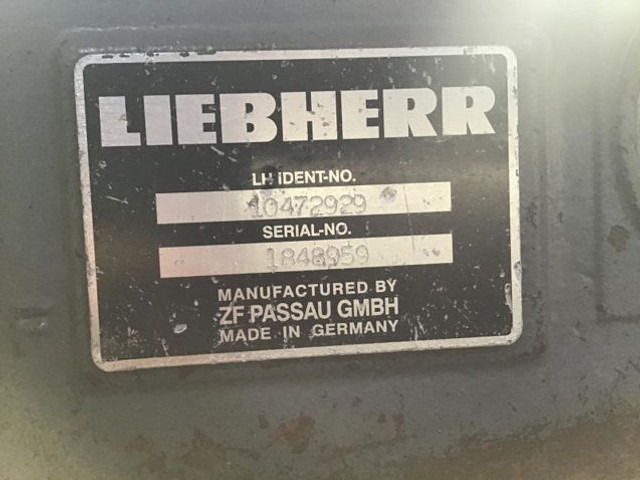 LIEBHERR
LH IDENT-NO.
10472929
SERIAL-NO.
1848959
MANUFACTURED BY
ZF PASSAU GMBH
MADE IN GERMANY